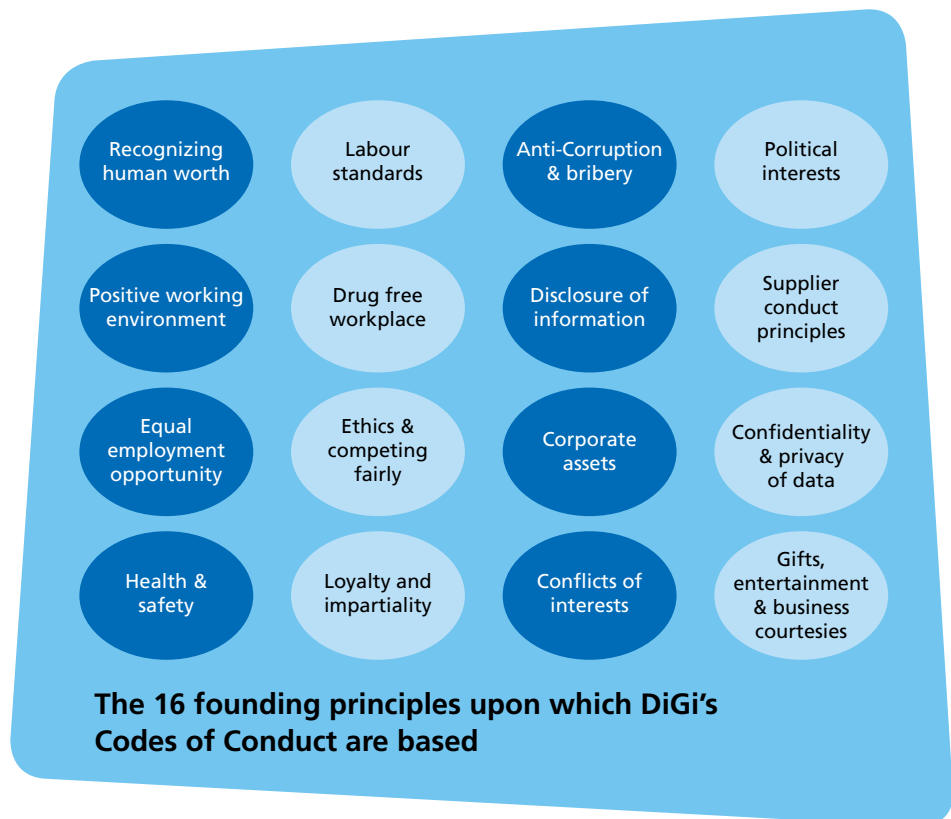 Recognizing
human worth
Labour
standards
Anti-Corruption
& bribery
Political
interests
Positive working
environment
Drug free
workplace
Disclosure of
information
Supplier
conduct
principles
Equal
employment
opportunity
Ethics &
competing
fairly
Corporate
assets
Confidentiality
& privacy
of data
Health &
safety
Loyalty and
impartiality
Conflicts of
interests
Gifts,
entertainment
& business
courtesies
The 16 founding principles upon which DiGi's
Codes of Conduct are based